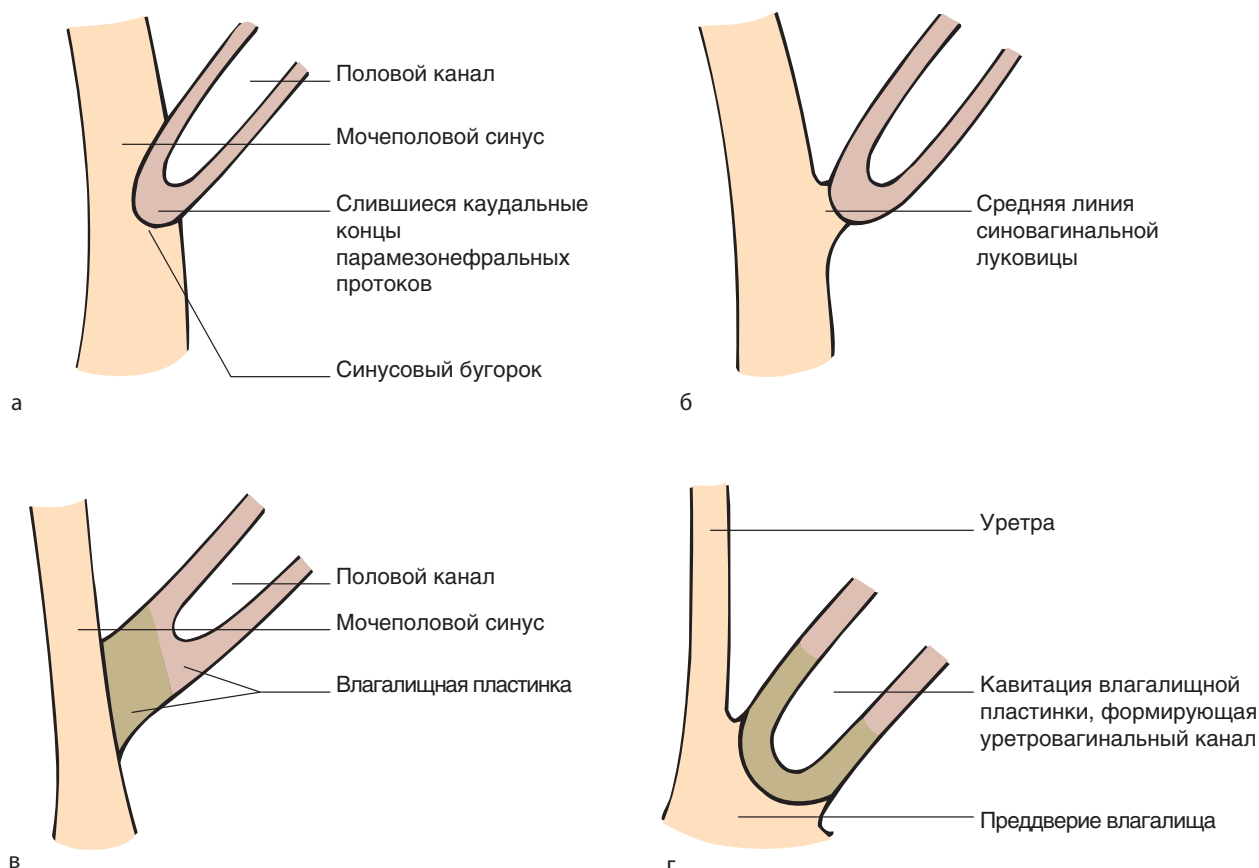 Половой канал
Мочеполовой синус
Слившиеся каудальные
концы
парамезонефральных
протоков
Синусовый бугорок
а
Средняя линия
синовагинальной
луковицы
б
Половой канал
Мочеполовой синус
Влагалищная пластинка
в
Уретра
Кавитация влагалищной
пластинки, формирующая
уретровагинальный канал
Преддверие влагалища
г